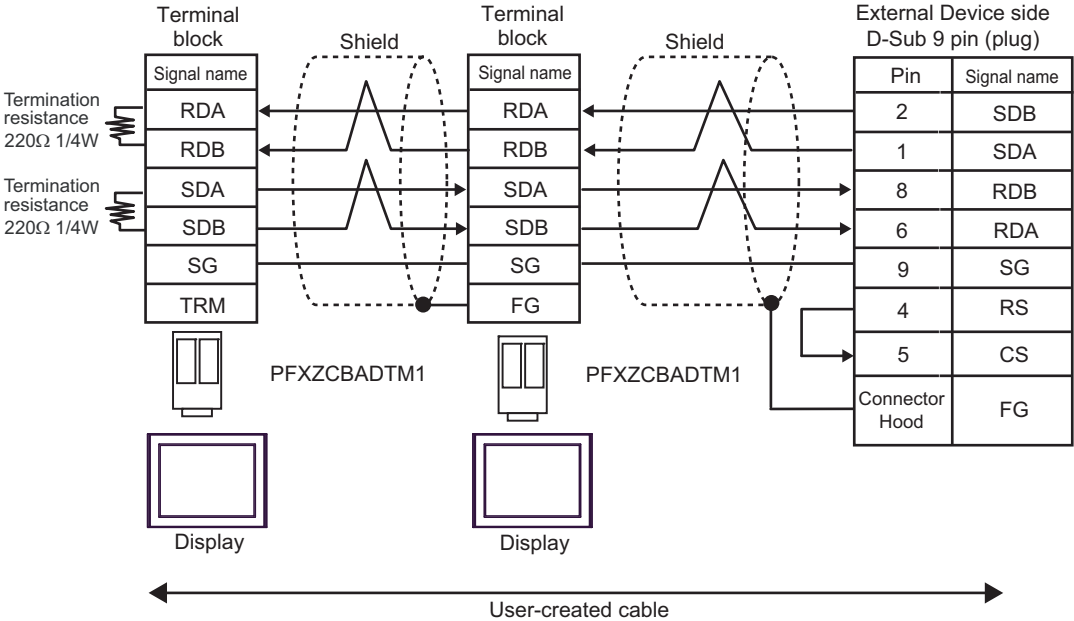 Terminal
block
Terminal
block
External Device side
D-Sub 9 pin (plug)
Shield
Shield
Signal name
Signal name
Pin
Signal name
Termination
resistance
220Ω 1/4W
RDA
RDA
2
SDB
RDB
RDB
1
SDA
Termination
resistance
220Ω 1/4W
SDA
SDA
8
RDB
SDB
SDB
6
RDA
SG
SG
9
SG
TRM
FG
4
RS
5
CS
PFXZCBADTM1
PFXZCBADTM1
Connector
Hood
FG
Display
Display
User-created cable